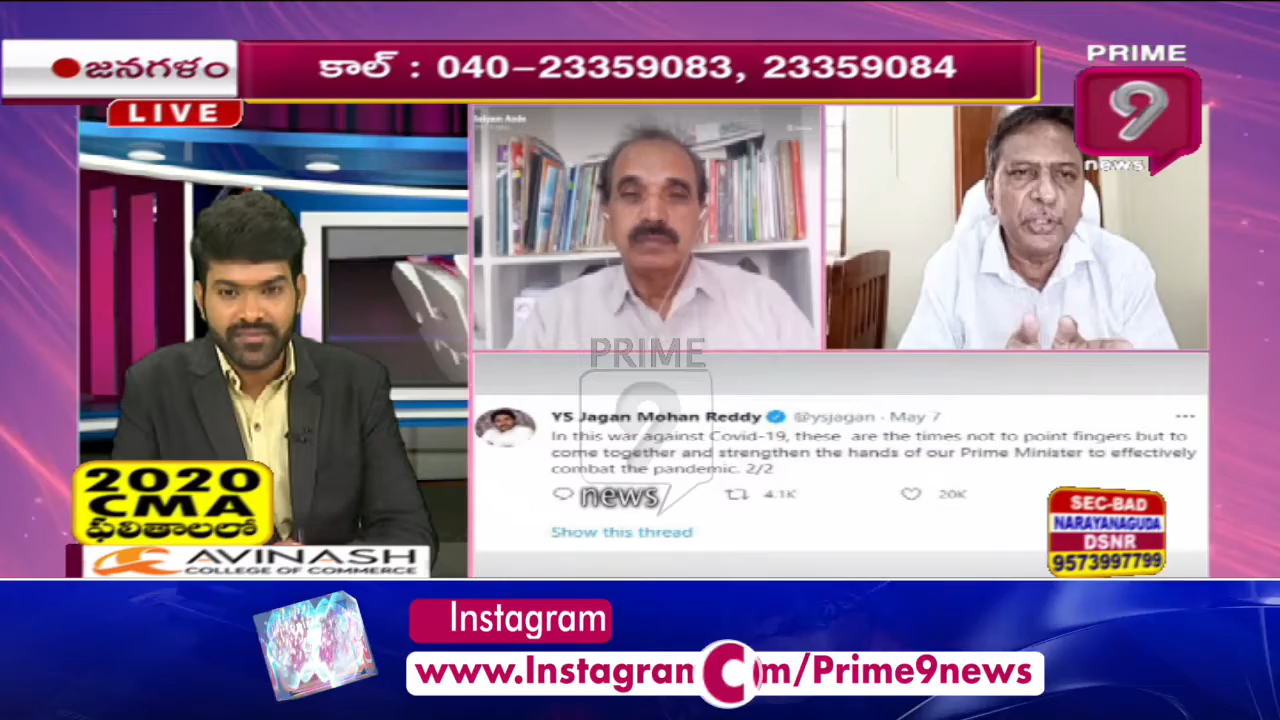 జనగళం
కాల్ : 040-23359083, 23359084
PRIME
9
news
LIVE
PRIME
9
news
YS Jagan Mohan Reddy @ysjagan · May 7
In this war against Covid-19, these are the times not to point fingers but to
come together and strengthen the hands of our Prime Minister to effectively
combat the pandemic. 2/2
4.1K
20K
Show this thread
2020
CMA
ఫలితాలలో
AVINASH
COLLEGE OF COMMERCE
SEC-BAD
NARAYANAGUDA
DSNR
9573997799
Instagram
www.Instagram/Prime9news